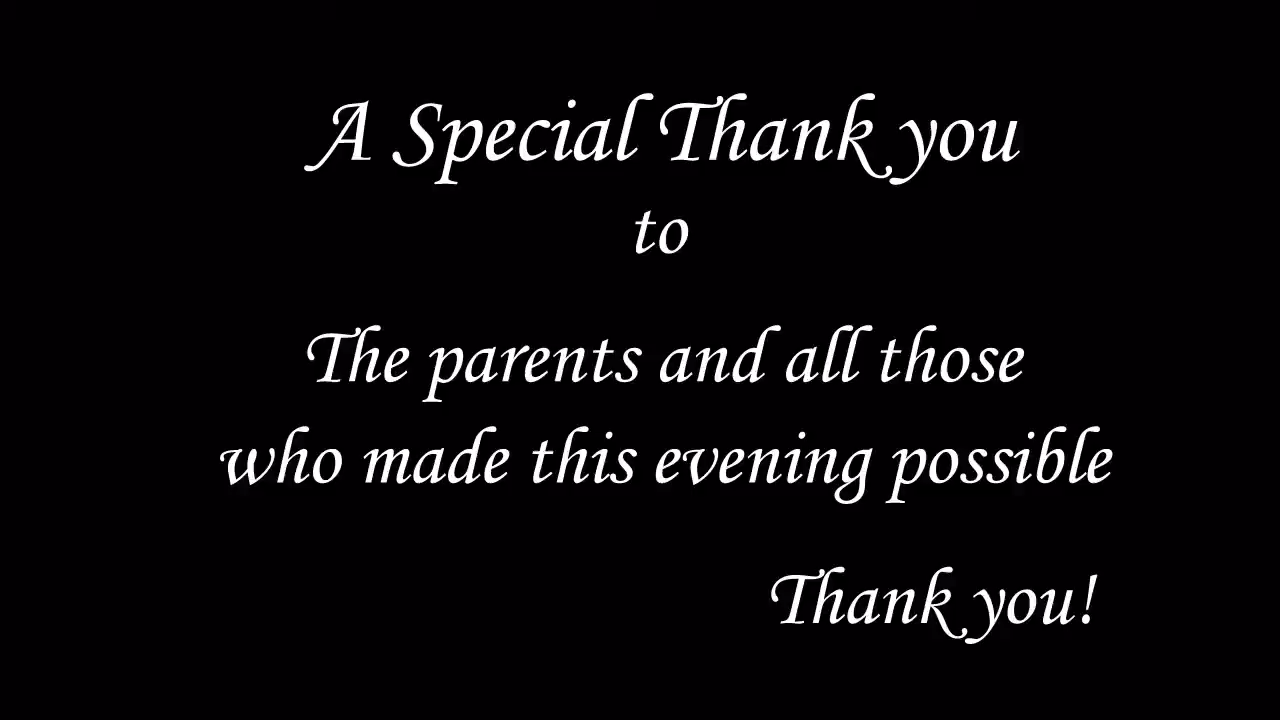 A Special Thank you
to
The parents and all those
who made this evening possible
Thank you!